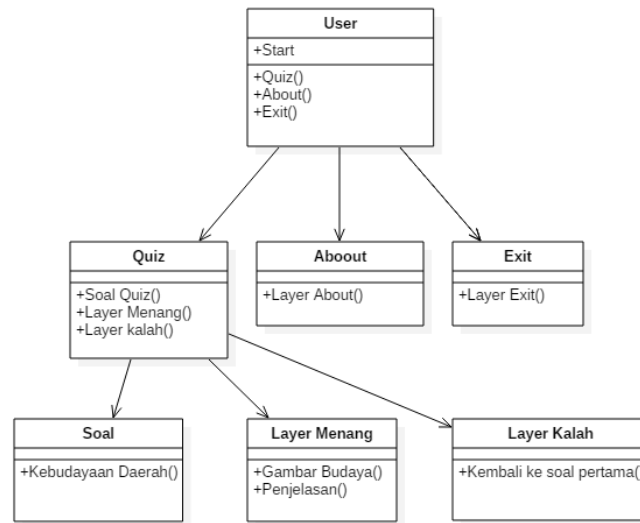 User
+Start
+Quiz()
+About()
+Exit()
Quiz
+Soal Quiz()
+Layer Menang()
+Layer kalah()
Aboout
+Layer About()
Exit
+Layer Exit()
Soal
+Kebudayaan Daerah()
Layer Menang
+Gambar Budaya()
+Penjelasan()
Layer Kalah
+Kembali ke soal pertama()